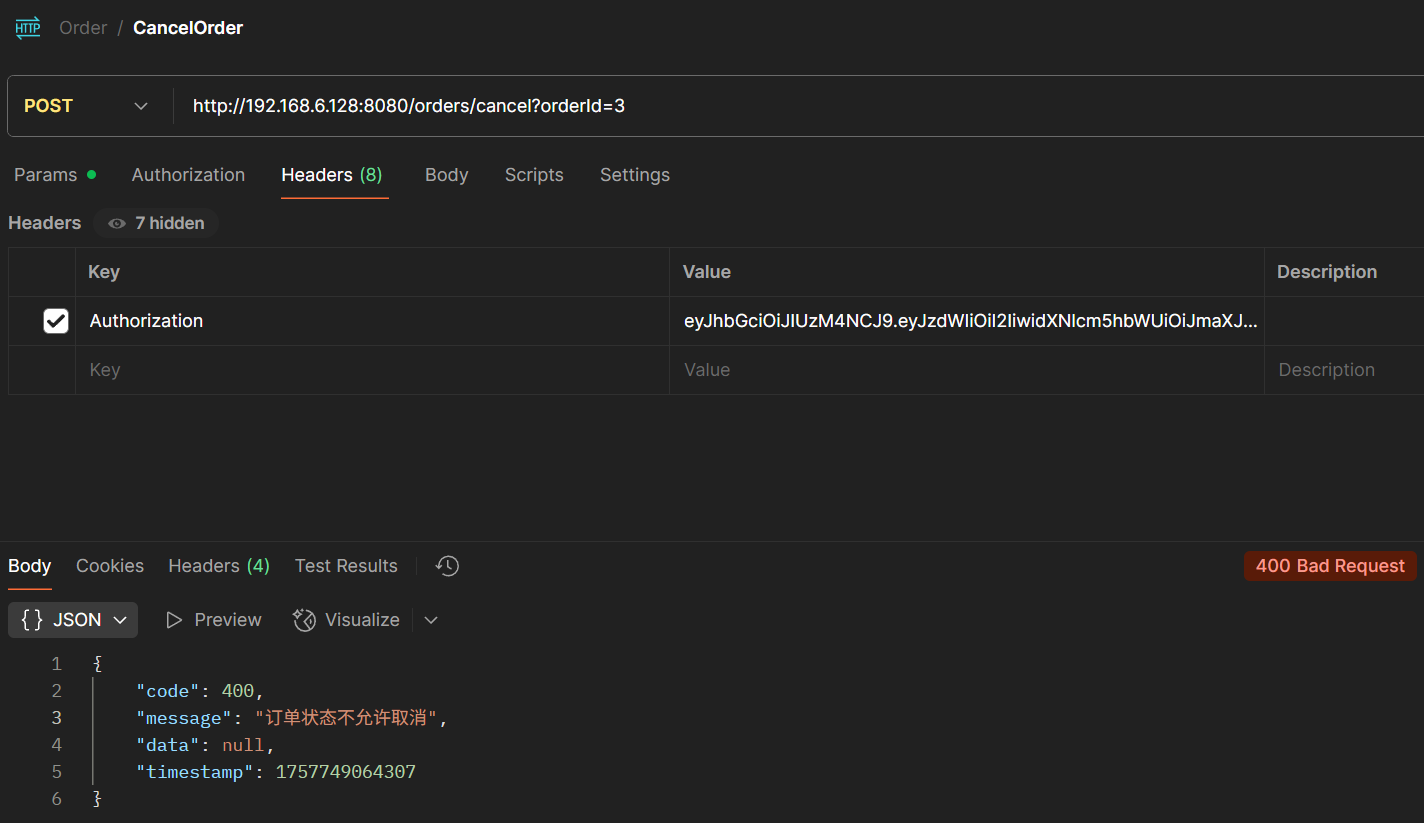 HTTP Order / CancelOrder
POST http://192.168.6.128:8080/orders/cancel?orderId=3
Params Authorization Headers (8) Body Scripts Settings
Headers 7 hidden
Key Value Description
Authorization eyJhbGciOiJIUzM4NCJ9.eyJzdWIiOiI2IiwidXNlcm5hbWUiOiJmaXJ...
Key Value Description
Body Cookies Headers (4) Test Results 400 Bad Request
{ } JSON Preview Visualize
1 {
2 "code": 400,
3 "message": "订单状态不允许取消",
4 "data": null,
5 "timestamp": 1757749064307
6 }